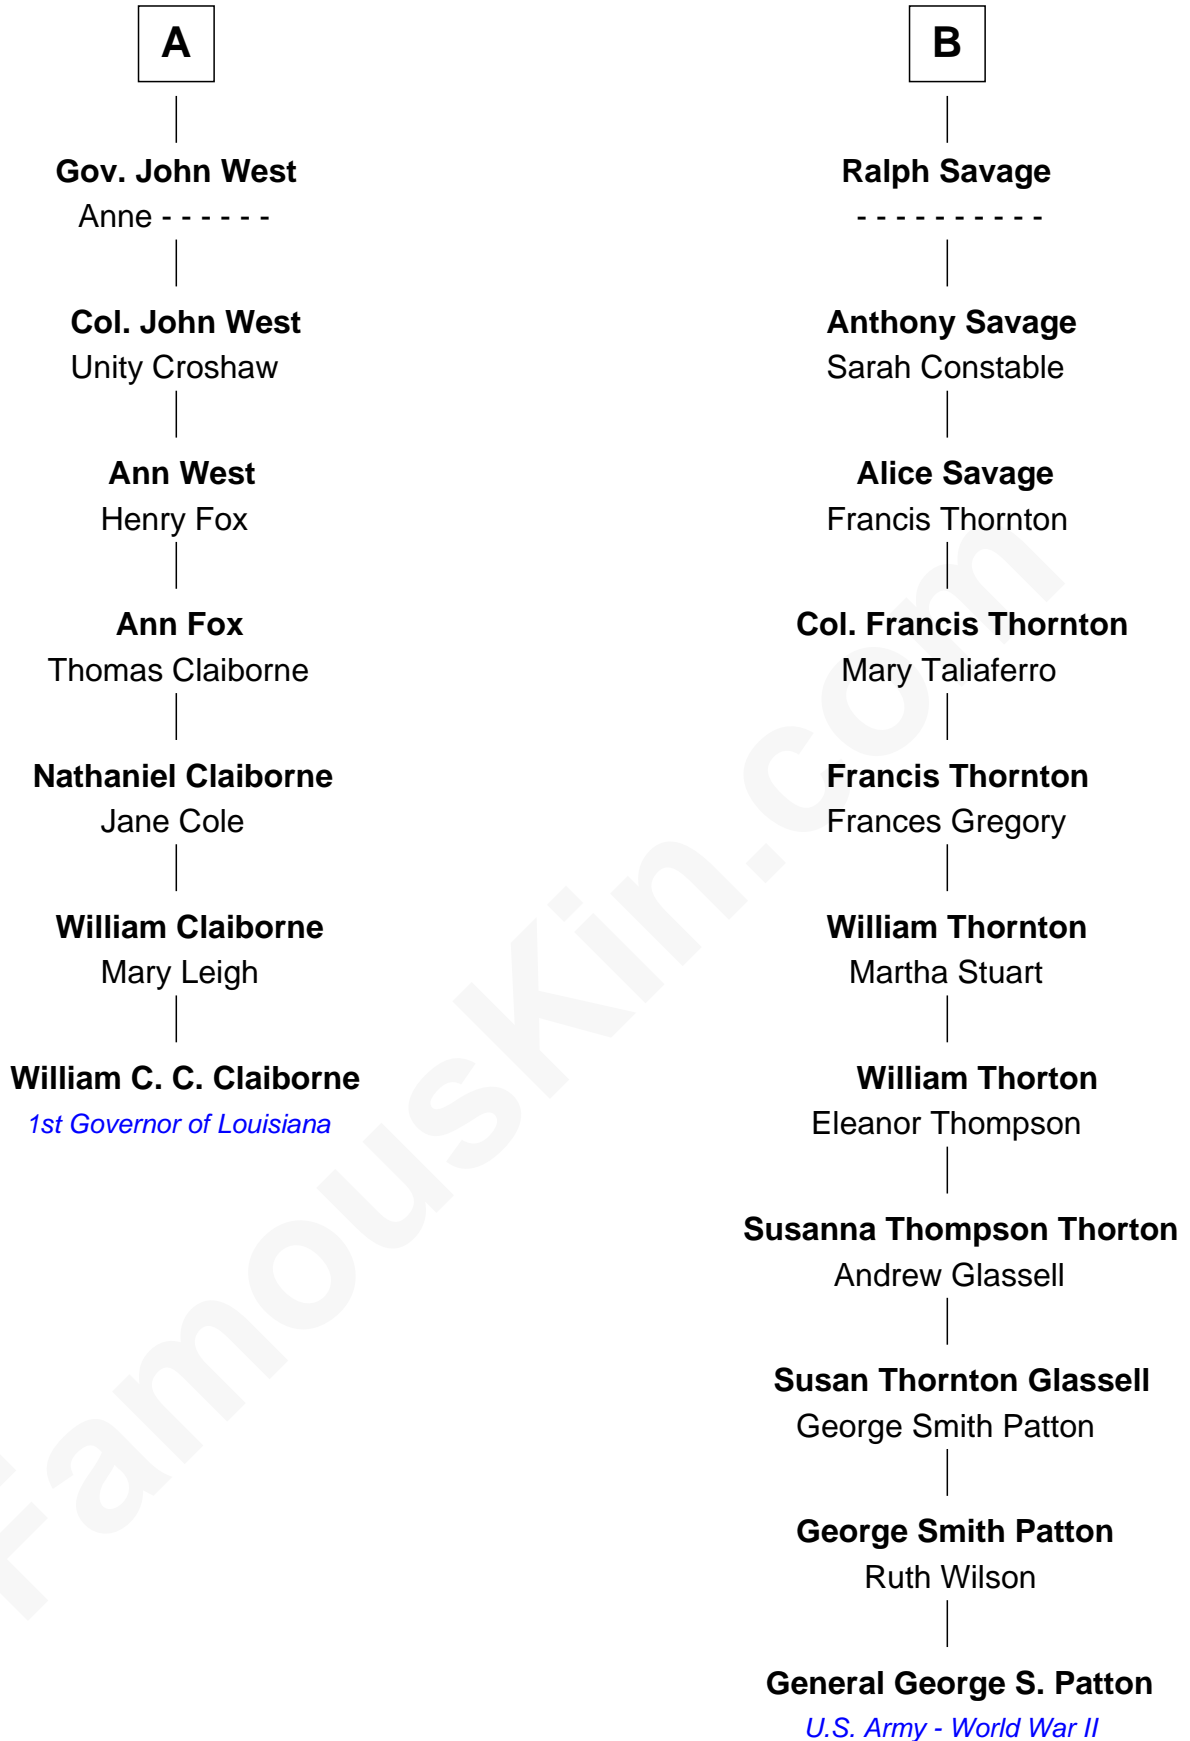 A
Gov. John West
Anne - - - - - -
Col. John West
Unity Croshaw
Ann West
Henry Fox
Ann Fox
Thomas Claiborne
Nathaniel Claiborne
Jane Cole
William Claiborne
Mary Leigh
William C. C. Claiborne
1st Governor of Louisiana
B
Ralph Savage
- - - - - - - - - -
Anthony Savage
Sarah Constable
Alice Savage
Francis Thornton
Col. Francis Thornton
Mary Taliaferro
Francis Thornton
Frances Gregory
William Thornton
Martha Stuart
William Thorton
Eleanor Thompson
Susanna Thompson Thorton
Andrew Glassell
Susan Thornton Glassell
George Smith Patton
George Smith Patton
Ruth Wilson
General George S. Patton
U.S. Army - World War II
FamousKin.com